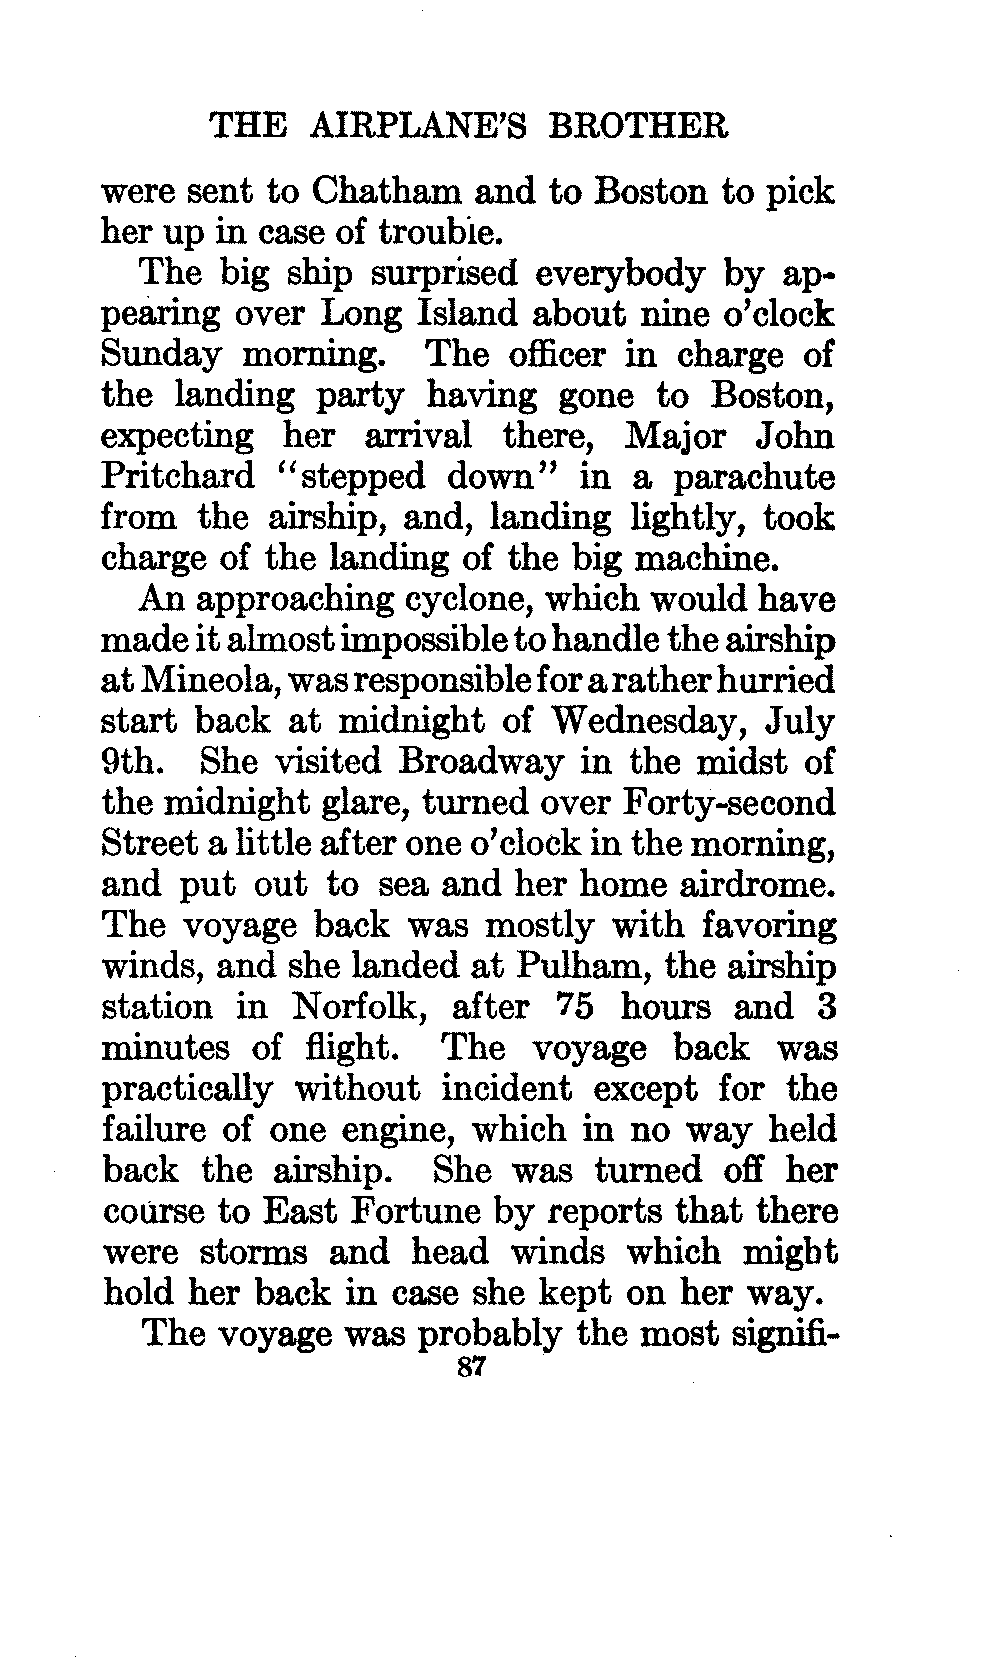 THE AIRPLANE'S BROTHER
were sent to Chatham and to Boston to pick
her up in case of trouble.
The big ship surprised everybody by ap-
pearing over Long Island about nine o'clock
Sunday morning. The officer in charge of
the landing party having gone to Boston,
expecting her arrival there, Major John
Pritchard "stepped down" in a parachute
from the airship, and, landing lightly, took
charge of the landing of the big machine.
An approaching cyclone, which would have
made it almost impossible to handle the airship
at Mineola, was responsible for a rather hurried
start back at midnight of Wednesday, July
9th. She visited Broadway in the midst of
the midnight glare, turned over Forty-second
Street a little after one o'clock in the morning,
and put out to sea and her home airdrome.
The voyage back was mostly with favoring
winds, and she landed at Pulham, the airship
station in Norfolk, after 75 hours and 3
minutes of flight. The voyage back was
practically without incident except for the
failure of one engine, which in no way held
back the airship. She was turned off her
course to East Fortune by reports that there
were storms and head winds which might
hold her back in case she kept on her way.
The voyage was probably the most signifi-
87